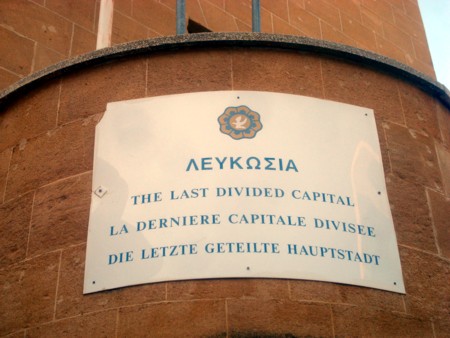 ΛΕΥΚΩΣΙΑ
THE LAST DIVIDED CAPITAL
LA DERNIERE CAPITALE DIVISEE
DIE LETZTE GETEILTE HAUPTSTADT